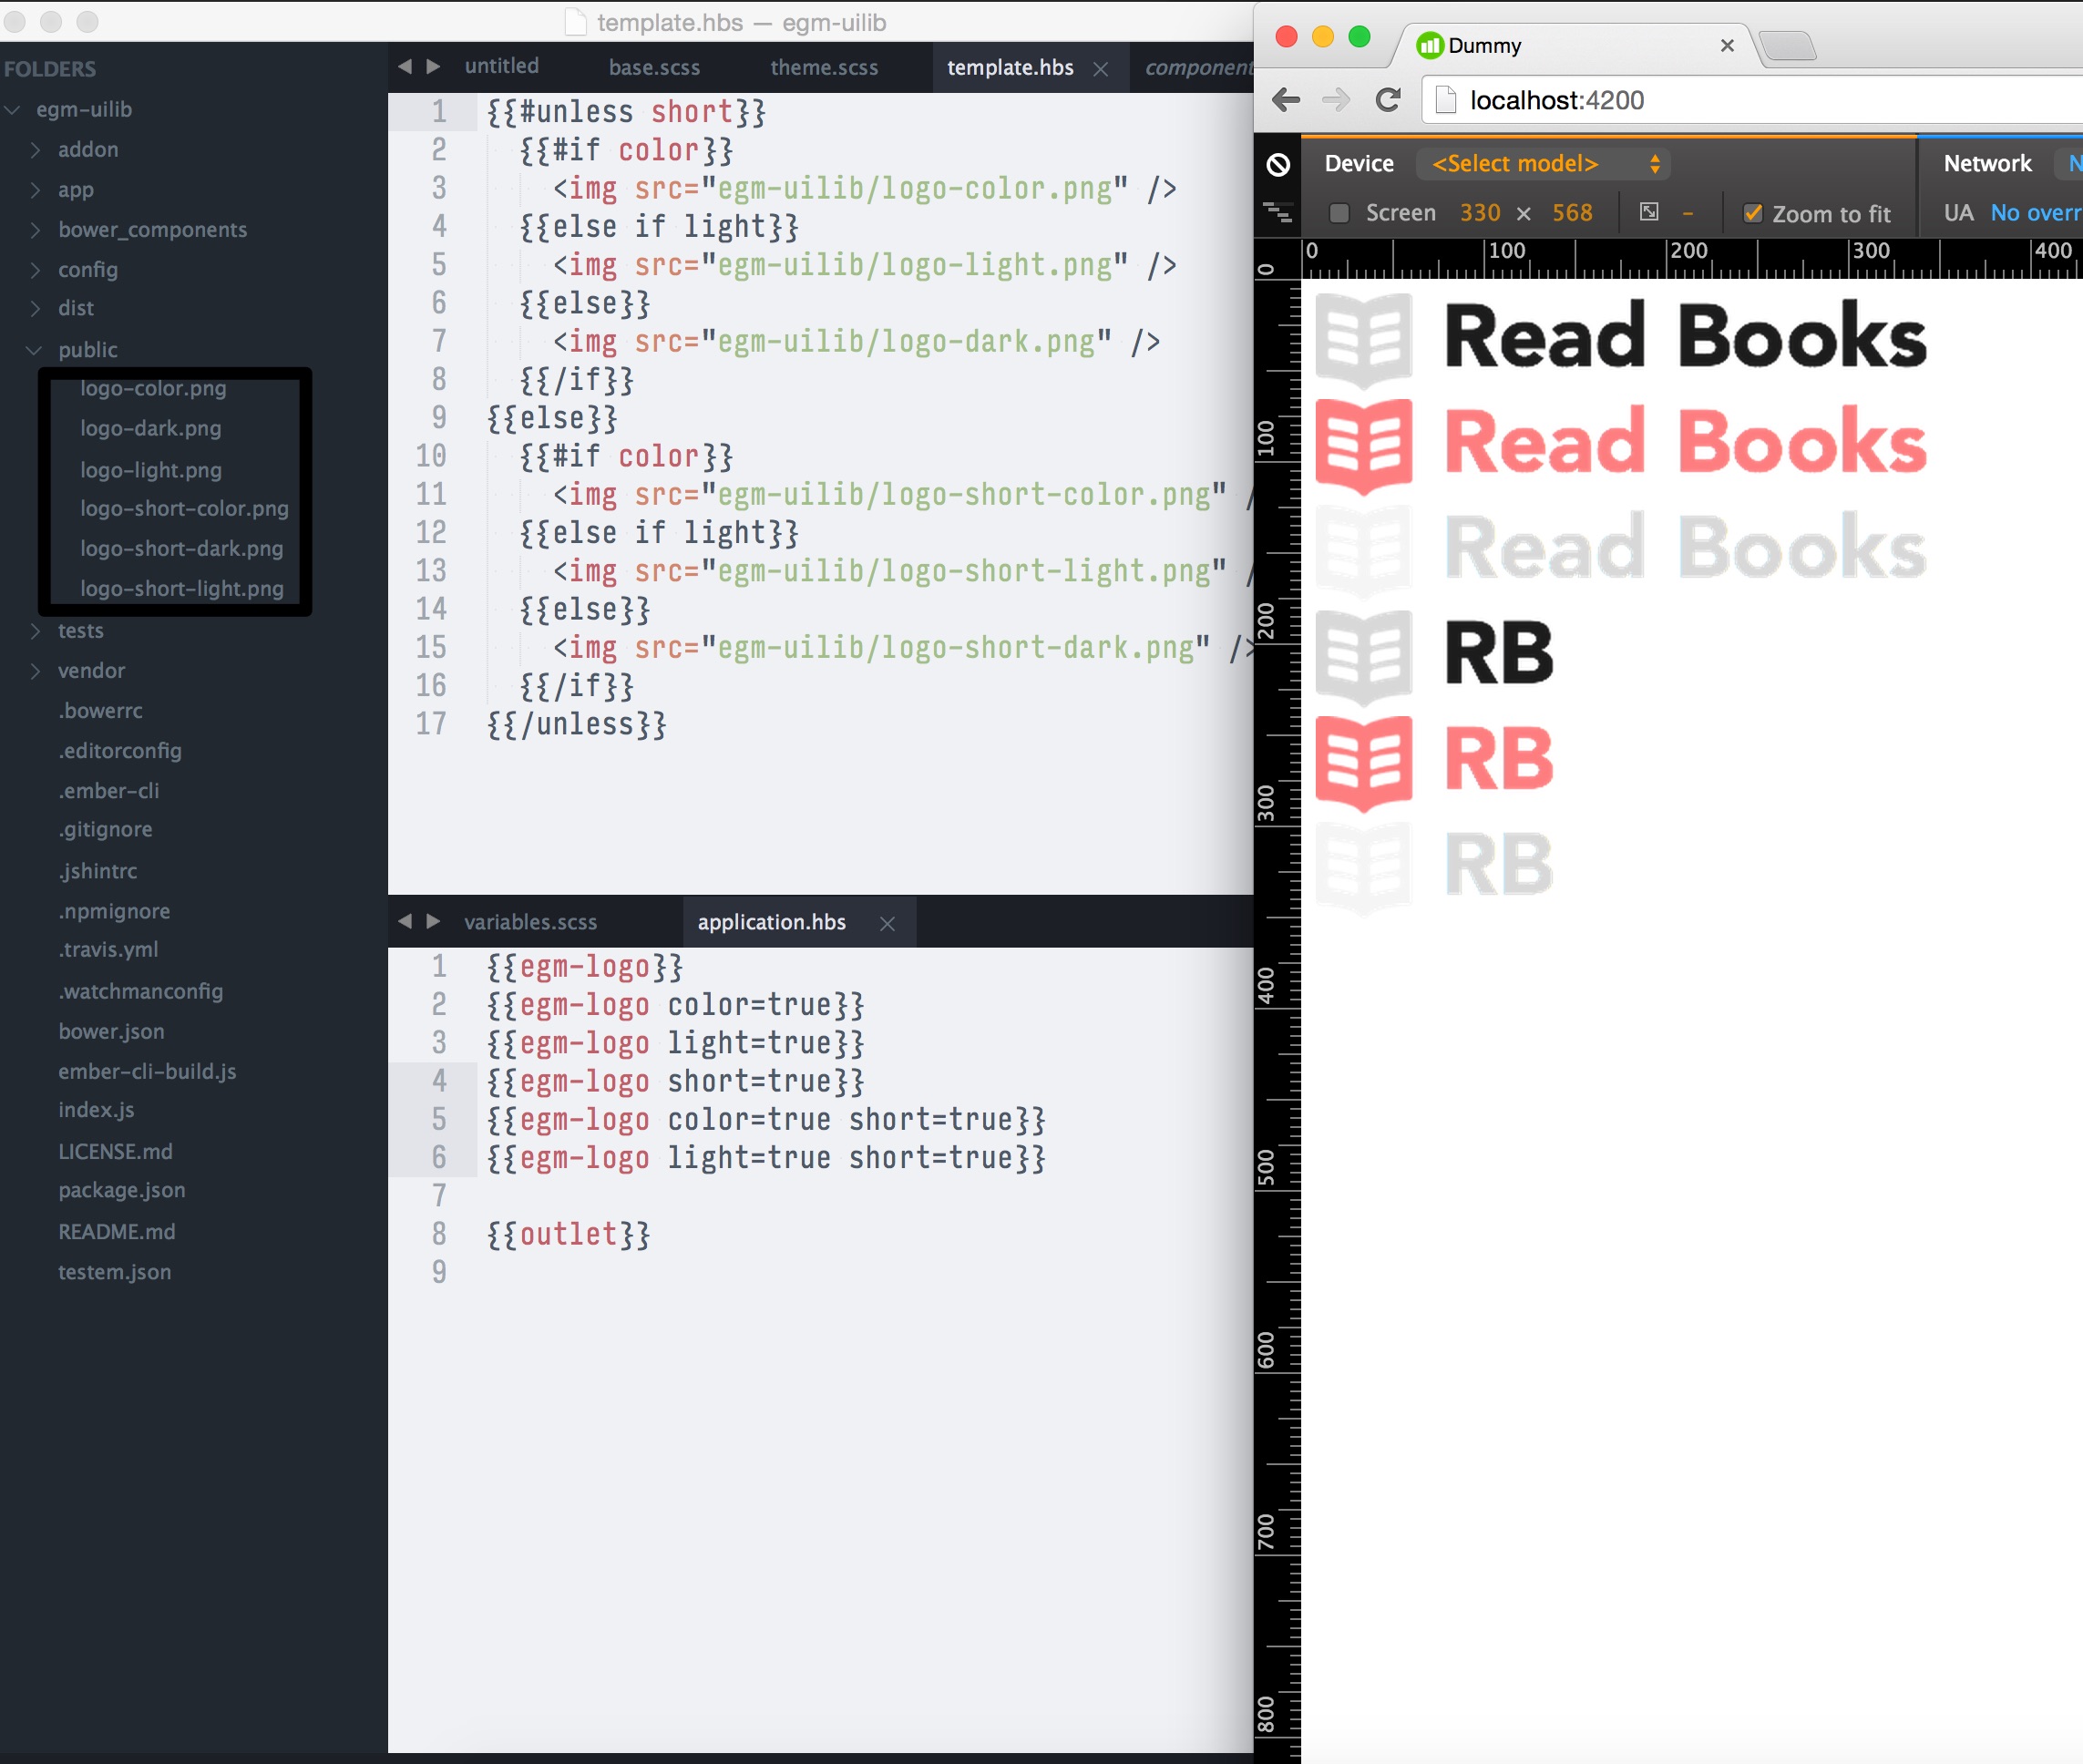 template.hbs — egm-uilib
FOLDERS
egm-uilib
addon
app
bower_components
config
dist
public
logo-color.png
logo-dark.png
logo-light.png
logo-short-color.png
logo-short-dark.png
logo-short-light.png
tests
vendor
.bowerrc
.editorconfig
.ember-cli
.gitignore
.jshintrc
.npmignore
.travis.yml
.watchmanconfig
bower.json
ember-cli-build.js
index.js
LICENSE.md
package.json
README.md
testem.json
untitled base.scss theme.scss template.hbs component
1 {{#unless short}}
2 {{#if color}}
3 <img src="egm-uilib/logo-color.png" />
4 {{else if light}}
5 <img src="egm-uilib/logo-light.png" />
6 {{else}}
7 <img src="egm-uilib/logo-dark.png" />
8 {{/if}}
9 {{else}}
10 {{#if color}}
11 <img src="egm-uilib/logo-short-color.png" /
12 {{else if light}}
13 <img src="egm-uilib/logo-short-light.png" /
14 {{else}}
15 <img src="egm-uilib/logo-short-dark.png" />
16 {{/if}}
17 {{/unless}}
variables.scss application.hbs
1 {{egm-logo}}
2 {{egm-logo color=true}}
3 {{egm-logo light=true}}
4 {{egm-logo short=true}}
5 {{egm-logo color=true short=true}}
6 {{egm-logo light=true short=true}}
7
8 {{outlet}}
9
Dummy
localhost:4200
Device <Select model> Network N
Screen 330 × 568 – Zoom to fit UA No overr
0 100 200 300 400
0
100
200
300
400
500
600
700
800
Read Books
Read Books
Read Books
RB
RB
RB